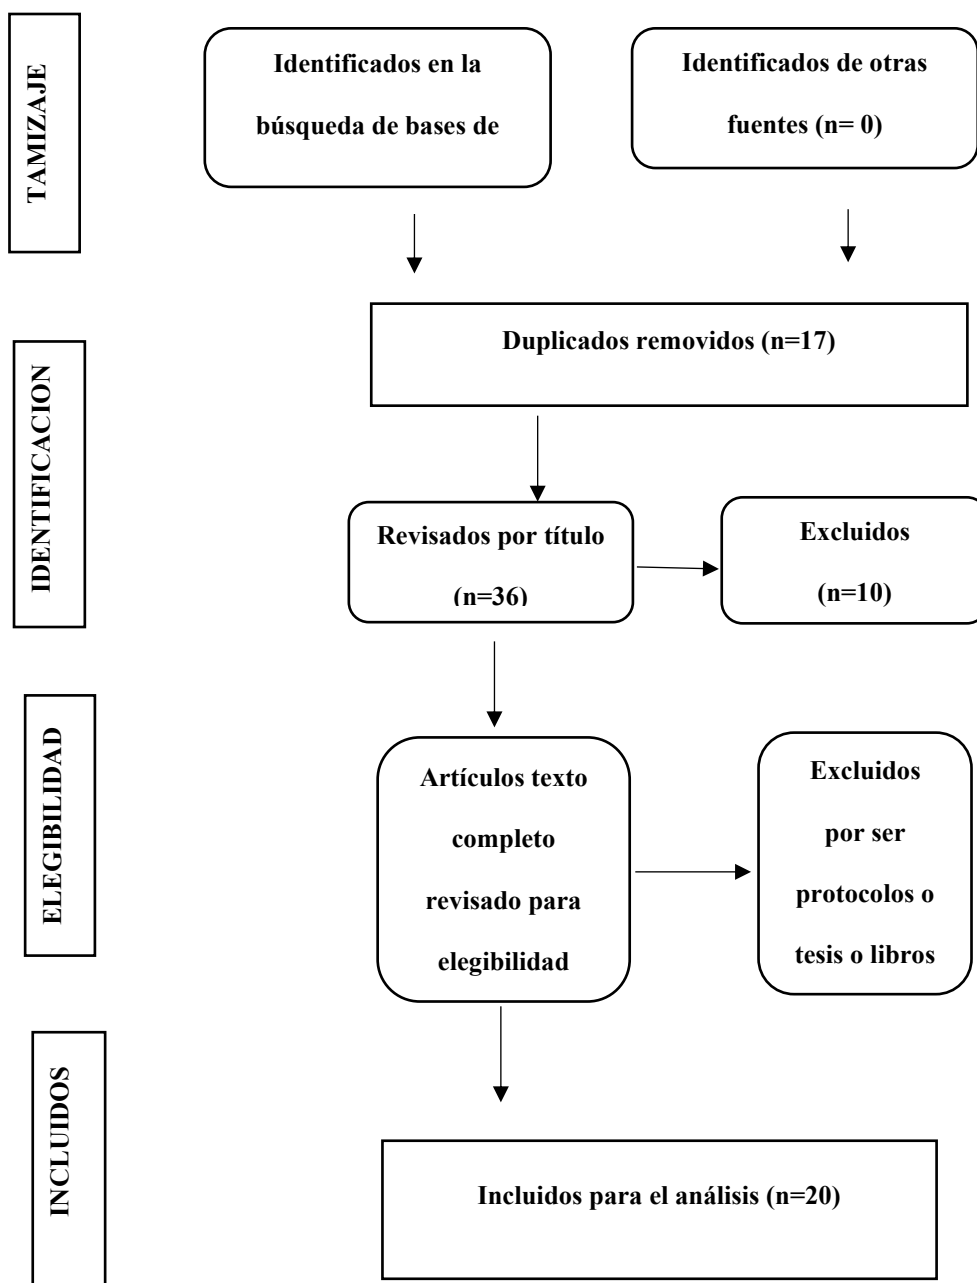 TAMIZAJE
Identificados en la
búsqueda de bases de
Identificados de otras
fuentes (n= 0)
IDENTIFICACION
Duplicados removidos (n=17)
Revisados por título
(n=36)
Excluidos
(n=10)
ELEGIBILIDAD
Artículos texto
completo
revisado para
elegibilidad
Excluidos
por ser
protocolos o
tesis o libros
INCLUIDOS
Incluidos para el análisis (n=20)